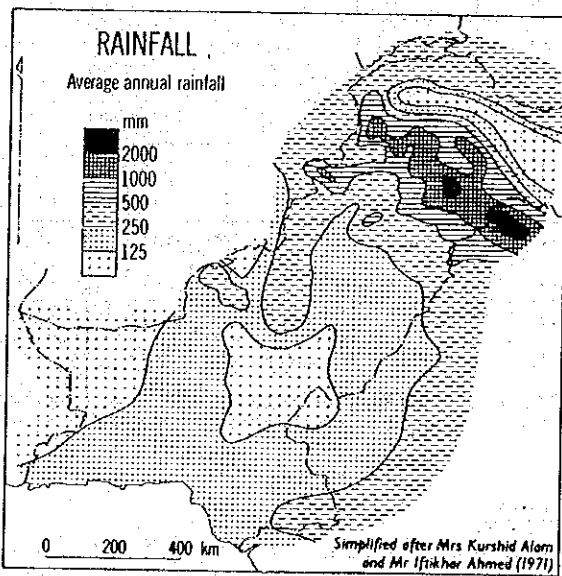 RAINFALL
Average annual rainfall
mm
2000
1000
500
250
125
0 200 400 km
Simplified after Mrs Kurshid Alam
and Mr Iftikhar Ahmed (1971)